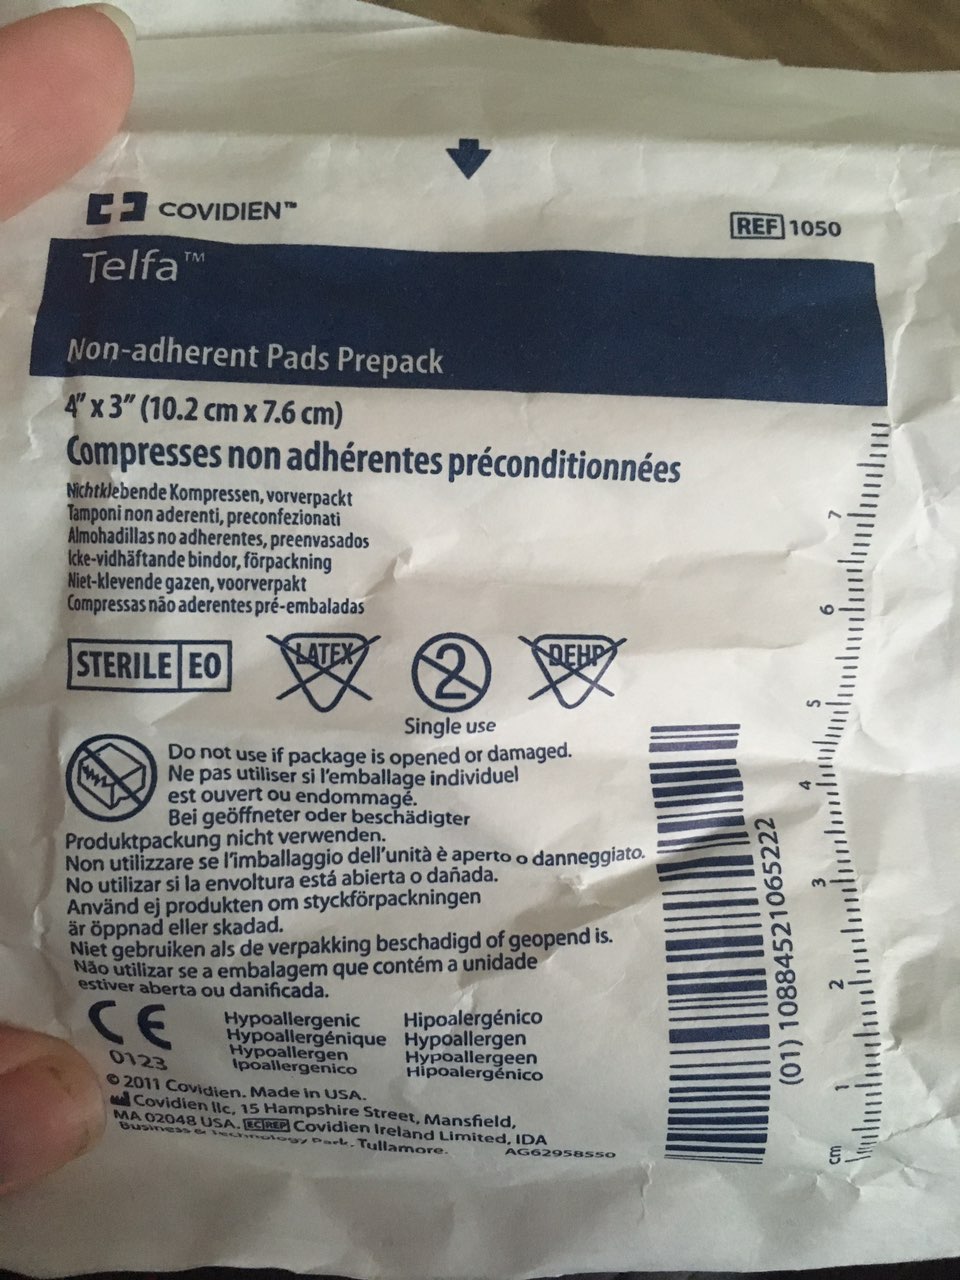 COVIDIEN™
REF 1050
Telfa™
Non-adherent Pads Prepack
4” x 3” (10.2 cm x 7.6 cm)
Compresses non adhérentes préconditionnées
Nichtklebende Kompressen, vorverpackt
Tamponi non aderenti, preconfezionati
Almohadillas no adherentes, preenvasados
Icke-vidhäftande bindor, förpackning
Niet-klevende gazen, voorverpakt
Compressas não aderentes pré-embaladas
STERILE EO
LATEX
2
DEHP
Single use
Do not use if package is opened or damaged.
Ne pas utiliser si l'emballage individuel
est ouvert ou endommagé.
Bei geöffneter oder beschädigter
Produktpackung nicht verwenden.
Non utilizzare se l'imballaggio dell'unità è aperto o danneggiato.
No utilizar si la envoltura está abierta o dañada.
Använd ej produkten om styckförpackningen
är öppnad eller skadad.
Niet gebruiken als de verpakking beschadigd of geopend is.
Não utilizar se a embalagem que contém a unidade
estiver aberta ou danificada.
CE
0123
Hypoallergenic
Hypoallergénique
Hypoallergen
Ipoallergenico
Hipoalergénico
Hypoallergen
Hypoallergeen
Hipoalergénico
© 2011 Covidien. Made in USA.
Covidien llc, 15 Hampshire Street, Mansfield,
MA 02048 USA. EC REP Covidien Ireland Limited, IDA
Business & Technology Park, Tullamore.
AG62958550
(01) 10884521065222
cm 1 2 3 4 5 6 7